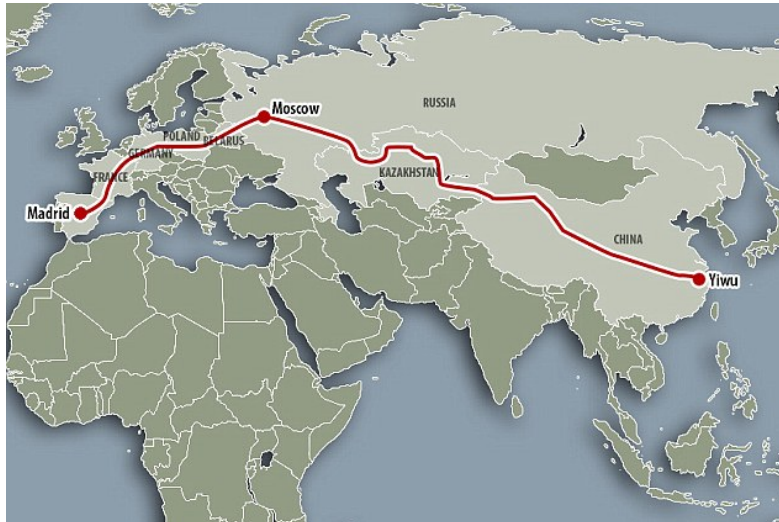 Moscow
RUSSIA
POLAND
BELARUS
GERMANY
FRANCE
KAZAKHSTAN
Madrid
CHINA
Yiwu